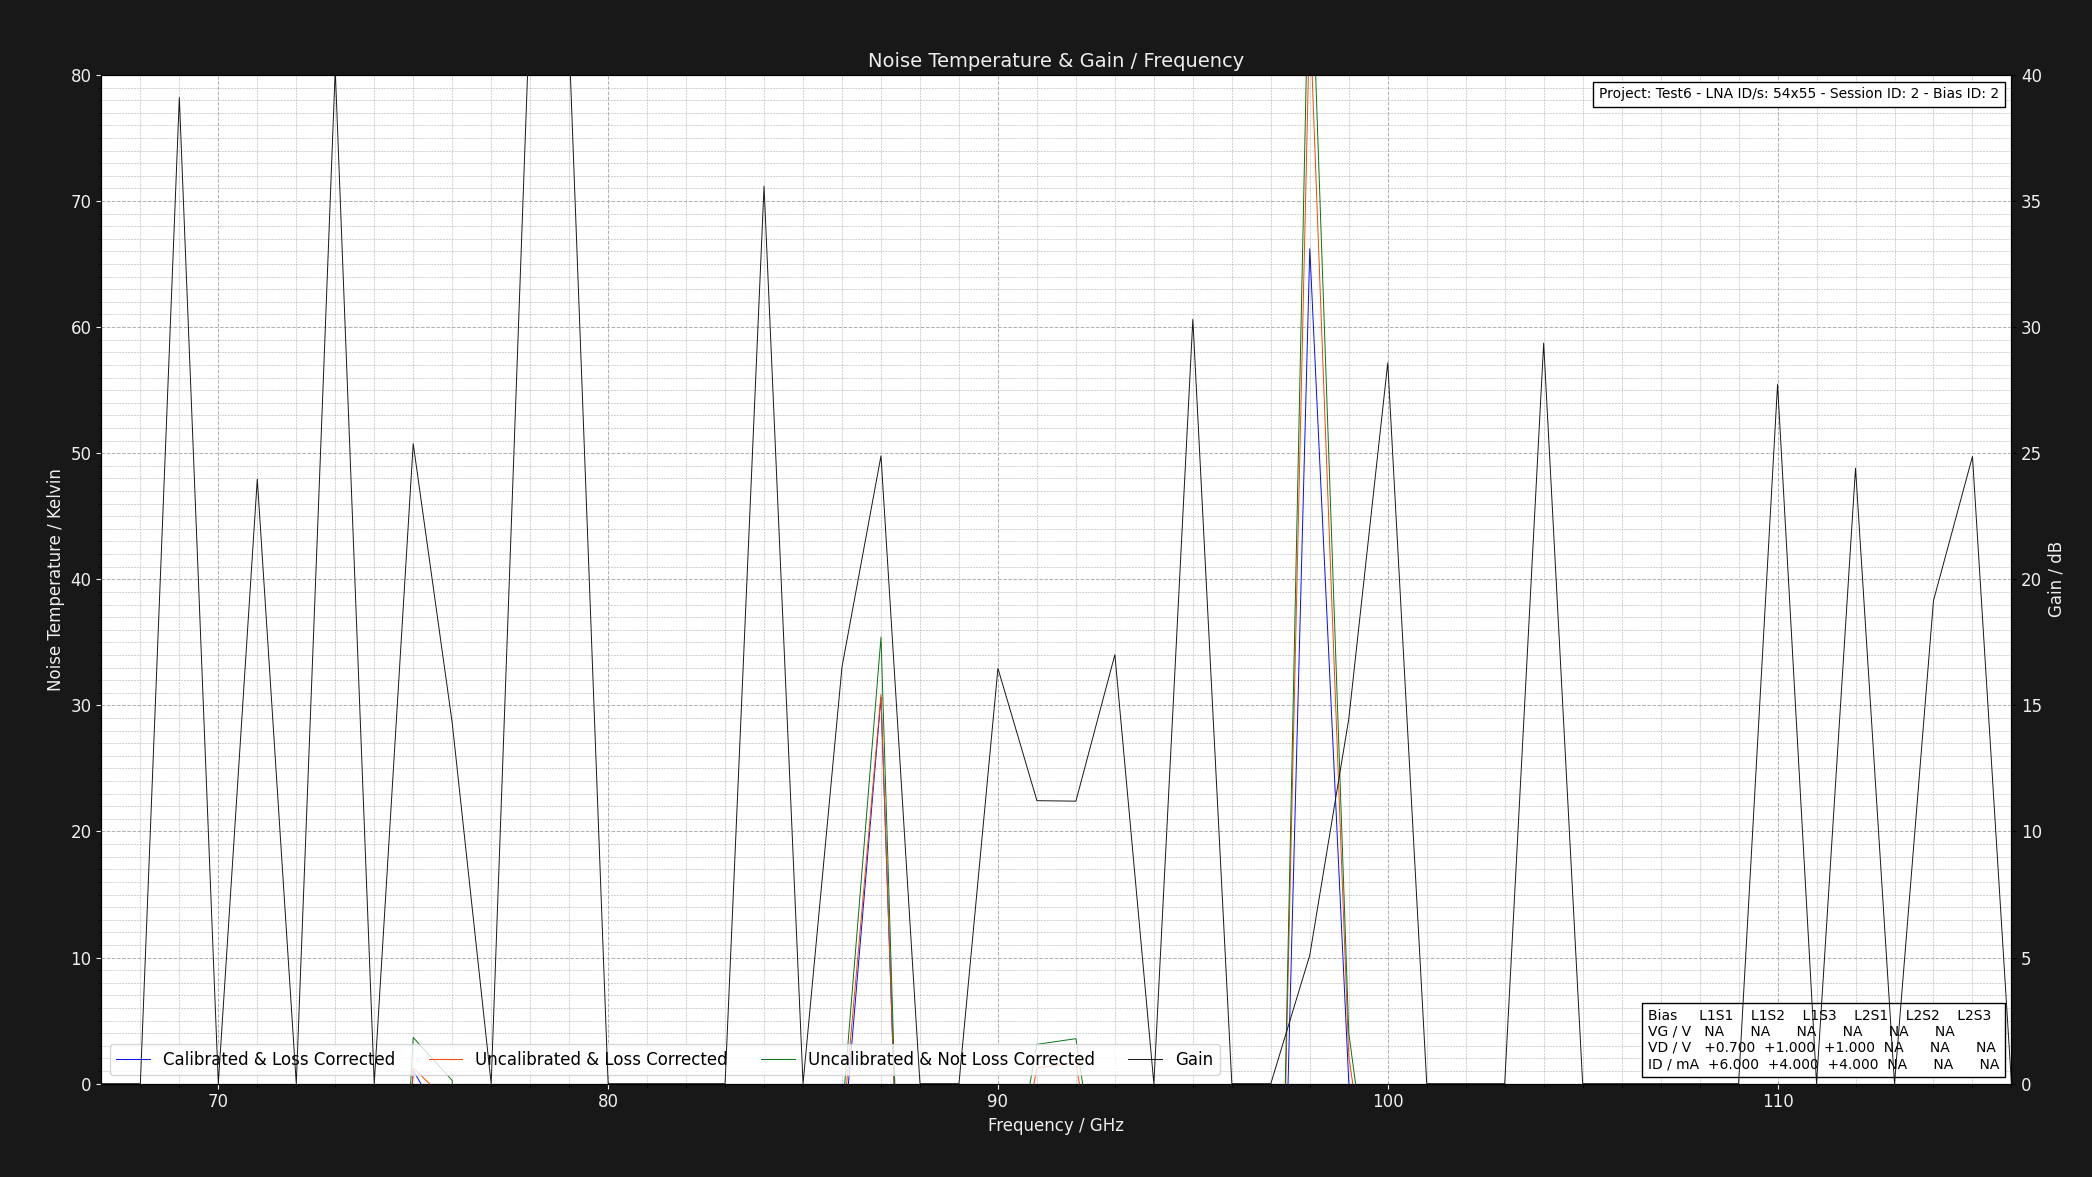 Noise Temperature & Gain / Frequency
Project: Test6 - LNA ID/s: 54x55 - Session ID: 2 - Bias ID: 2
Noise Temperature / Kelvin
80
70
60
50
40
30
20
10
0
Gain / dB
40
35
30
25
20
15
10
5
0
Bias L1S1 L1S2 L1S3 L2S1 L2S2 L2S3
VG / V NA NA NA NA NA NA
VD / V +0.700 +1.000 +1.000 NA NA NA
ID / mA +6.000 +4.000 +4.000 NA NA NA
Calibrated & Loss Corrected Uncalibrated & Loss Corrected Uncalibrated & Not Loss Corrected Gain
70 80 90 100 110
Frequency / GHz